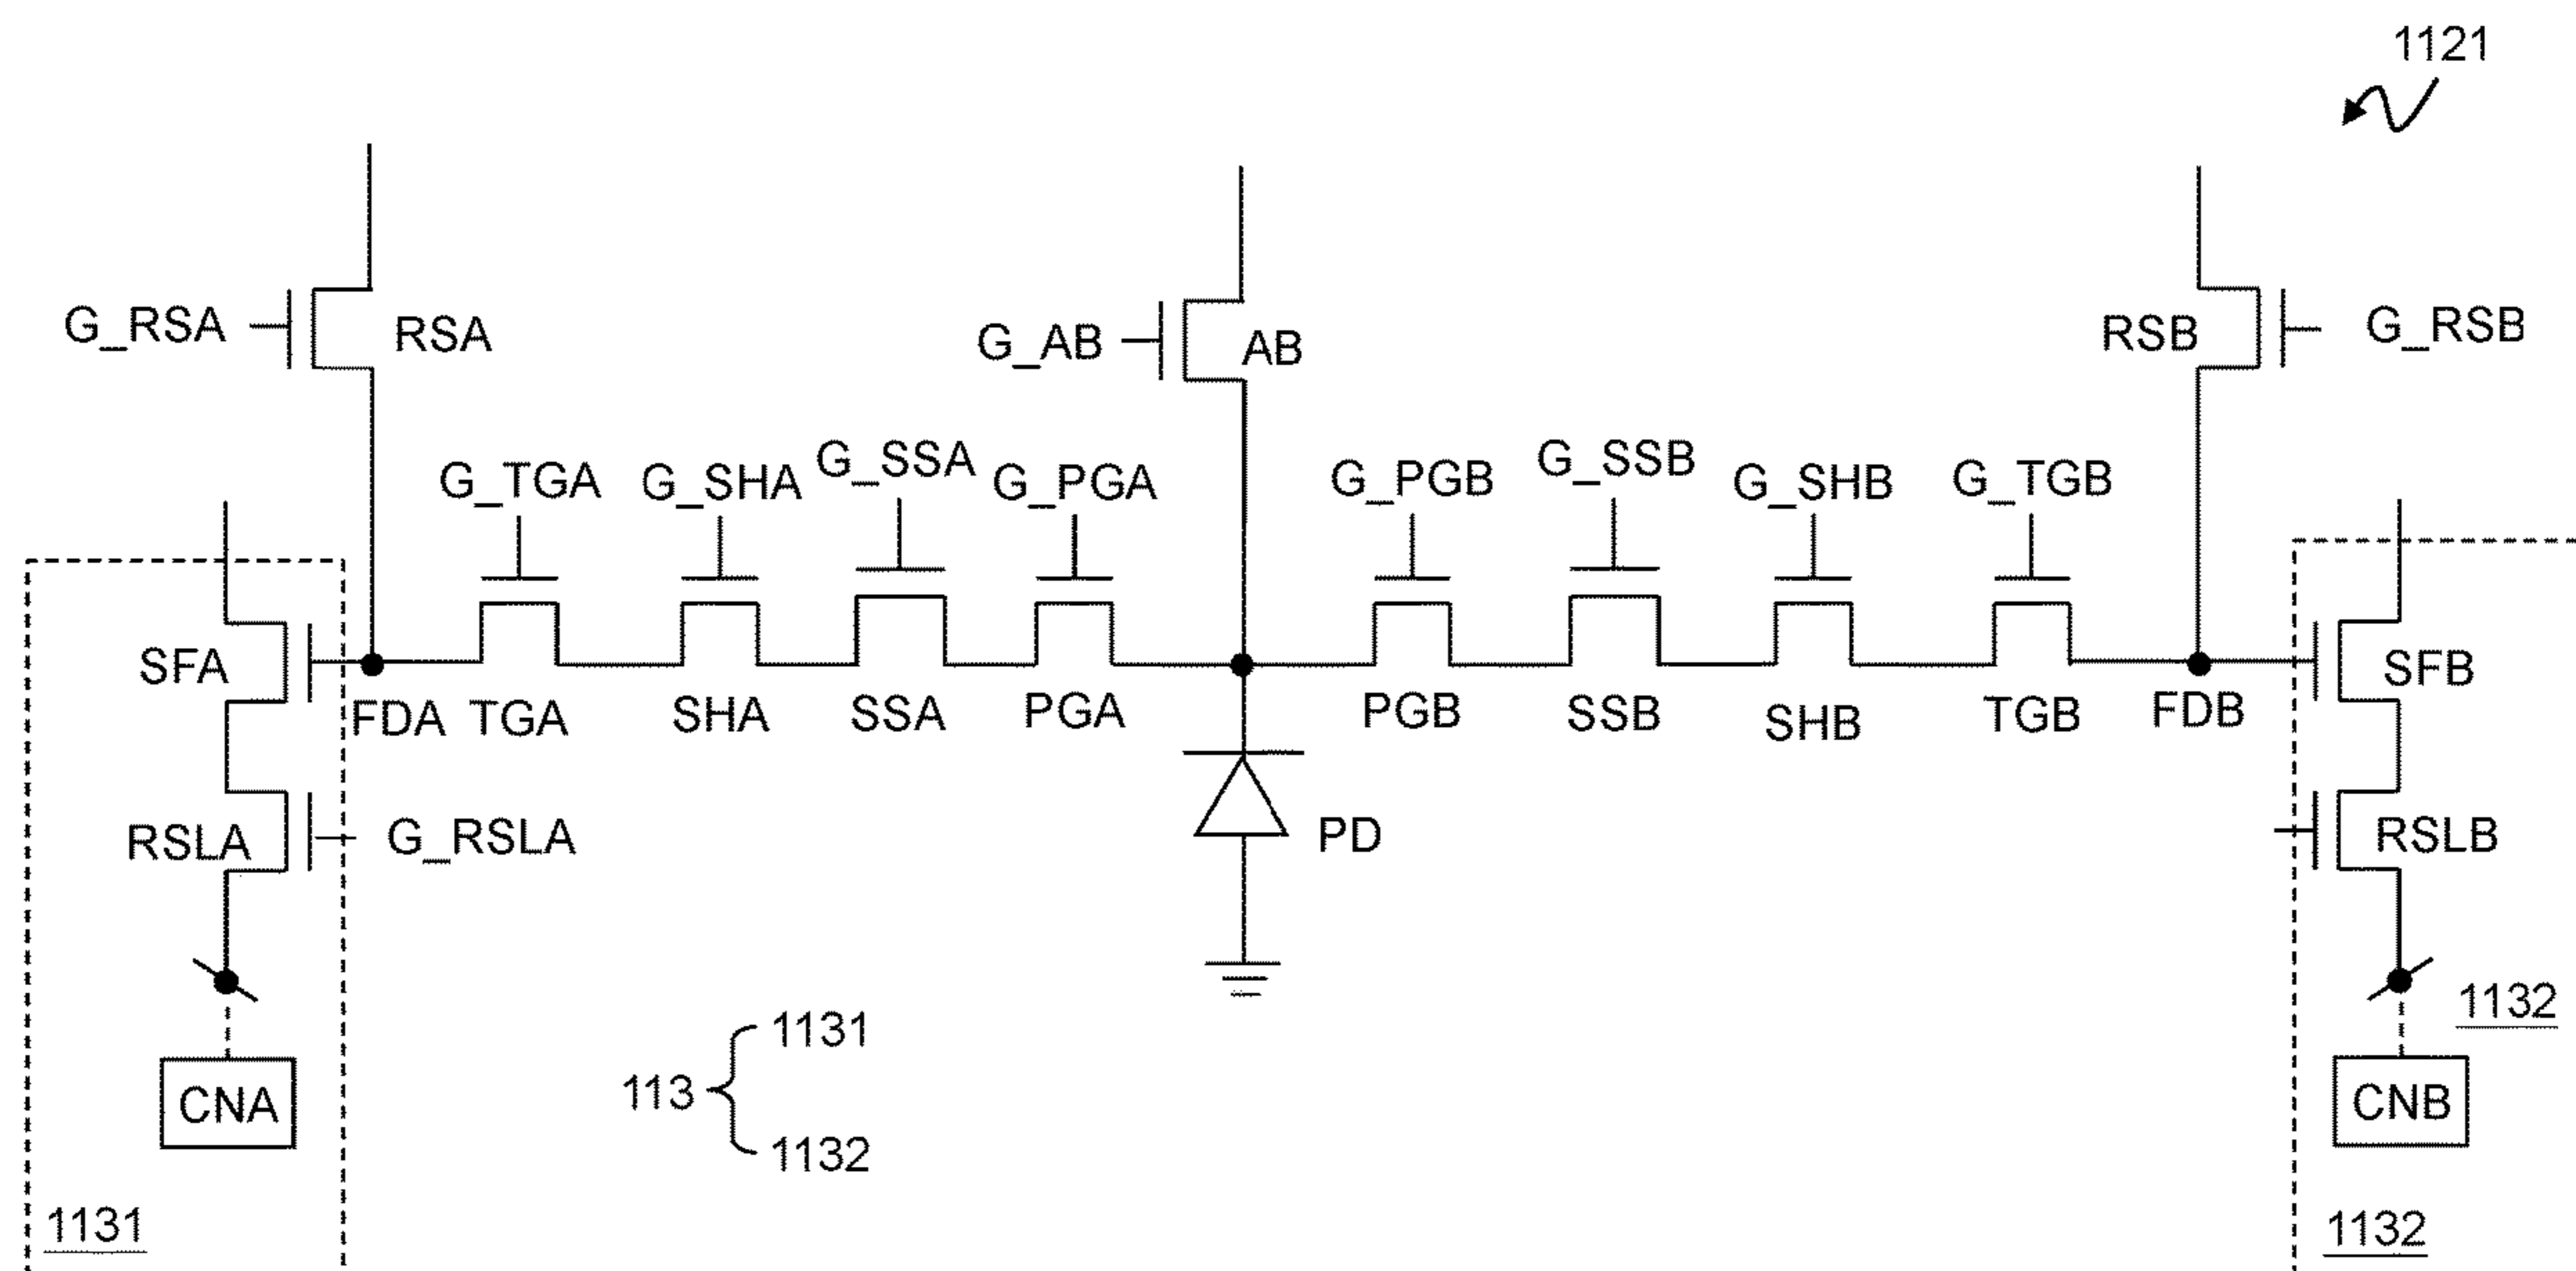 1121
G_RSA
RSA
G_AB
AB
RSB
G_RSB
G_TGA
G_SHA
G_SSA
G_PGA
G_PGB
G_SSB
G_SHB
G_TGB
SFA
FDA
TGA
SHA
SSA
PGA
PGB
SSB
SHB
TGB
FDB
SFB
RSLA
G_RSLA
PD
RSLB
CNA
113
1131
1132
1132
CNB
1131
1132